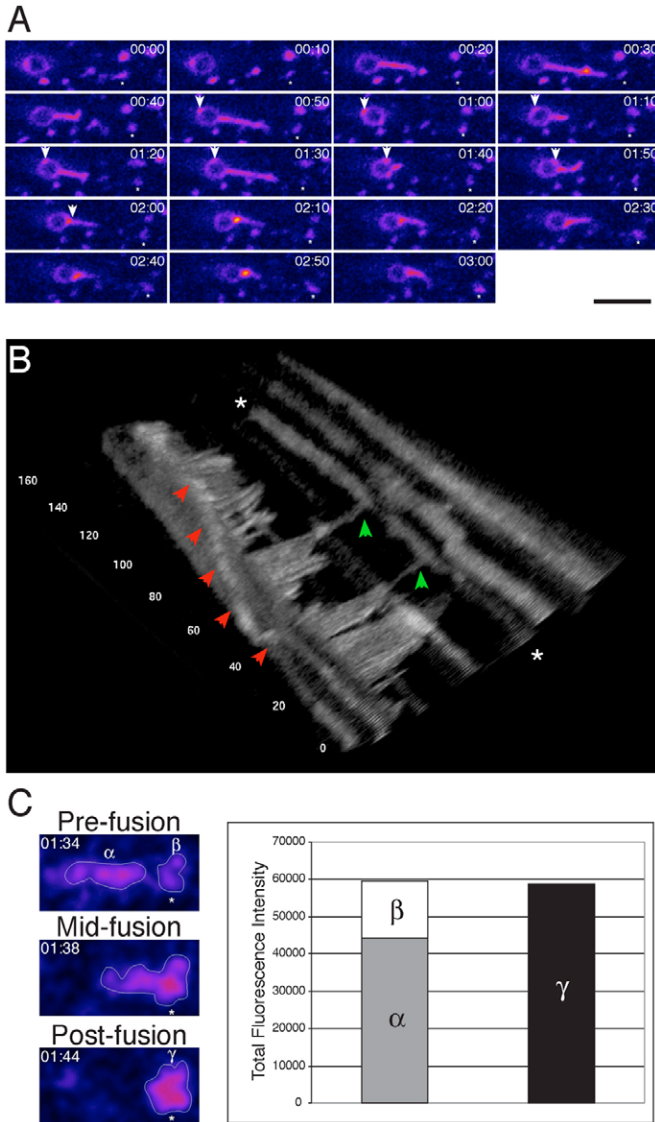 A
00:00 00:10 00:20 00:30
00:40 00:50 01:00 01:10
01:20 01:30 01:40 01:50
02:00 02:10 02:20 02:30
02:40 02:50 03:00
B
160
140
120
100
80
60
40
20
0
C
Pre-fusion
01:34 α β
Mid-fusion
01:38
Post-fusion
01:44 γ
Total Fluorescence Intensity
70000
60000
50000
40000
30000
20000
10000
0
β
α
γ